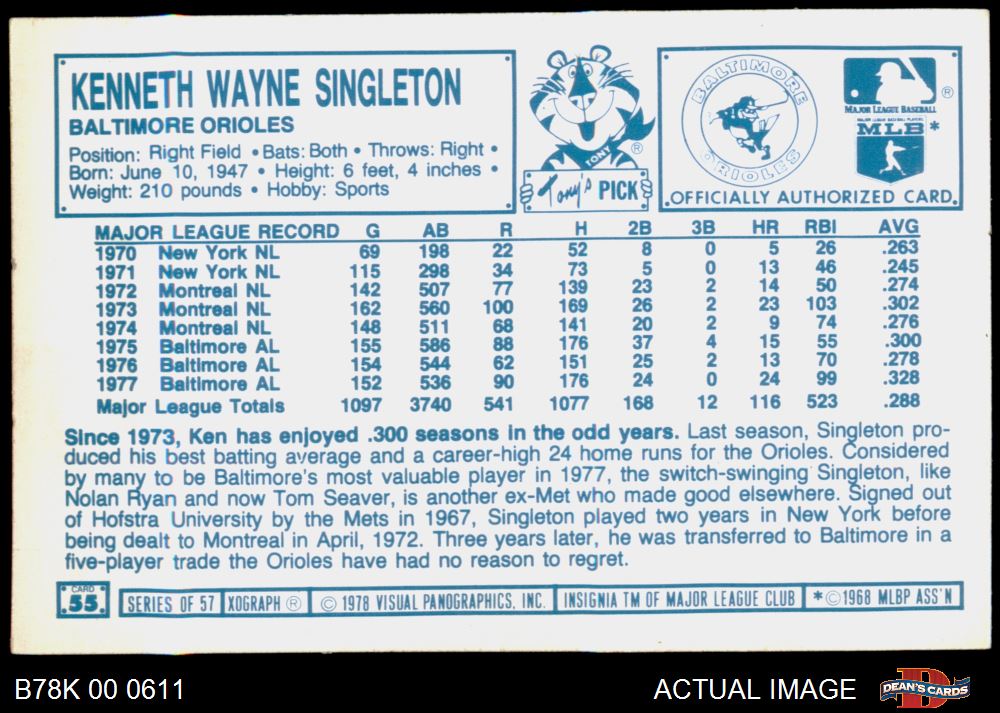 KENNETH WAYNE SINGLETON
BALTIMORE ORIOLES
Position: Right Field • Bats: Both • Throws: Right •
Born: June 10, 1947 • Height: 6 feet, 4 inches •
Weight: 210 pounds • Hobby: Sports
TONY
®
Tony's PICK
BALTIMORE
ORIOLES
®
MAJOR LEAGUE BASEBALL
MAJOR LEAGUE BASEBALL PLAYERS
MLB *
OFFICIALLY AUTHORIZED CARD.
MAJOR LEAGUE RECORD G AB R H 2B 3B HR RBI AVG
1970 New York NL 69 198 22 52 8 0 5 26 .263
1971 New York NL 115 298 34 73 5 0 13 46 .245
1972 Montreal NL 142 507 77 139 23 2 14 50 .274
1973 Montreal NL 162 560 100 169 26 2 23 103 .302
1974 Montreal NL 148 511 68 141 20 2 9 74 .276
1975 Baltimore AL 155 586 88 176 37 4 15 55 .300
1976 Baltimore AL 154 544 62 151 25 2 13 70 .278
1977 Baltimore AL 152 536 90 176 24 0 24 99 .328
Major League Totals 1097 3740 541 1077 168 12 116 523 .288
Since 1973, Ken has enjoyed .300 seasons in the odd years. Last season, Singleton pro-
duced his best batting average and a career-high 24 home runs for the Orioles. Considered
by many to be Baltimore's most valuable player in 1977, the switch-swinging Singleton, like
Nolan Ryan and now Tom Seaver, is another ex-Met who made good elsewhere. Signed out
of Hofstra University by the Mets in 1967, Singleton played two years in New York before
being dealt to Montreal in April, 1972. Three years later, he was transferred to Baltimore in a
five-player trade the Orioles have had no reason to regret.
CARD
55
SERIES OF 57 XOGRAPH ® © 1978 VISUAL PANOGRAPHICS, INC. INSIGNIA TM OF MAJOR LEAGUE CLUB *©1968 MLBP ASS'N
B78K 00 0611
ACTUAL IMAGE
DEAN'S CARDS